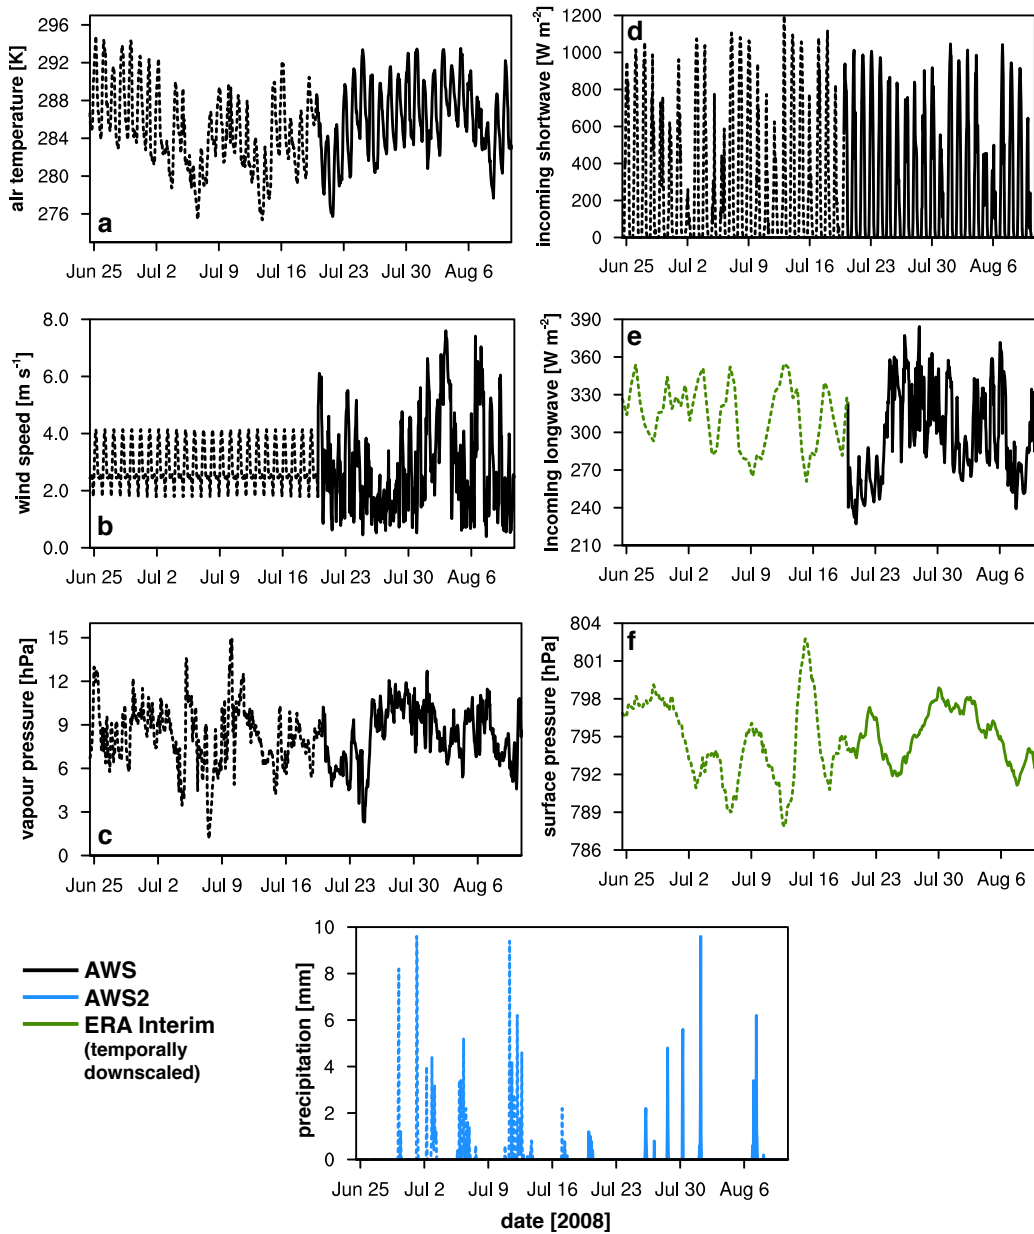 296
292
288
284
280
276
air temperature [K]
a
Jun 25 Jul 2 Jul 9 Jul 16 Jul 23 Jul 30 Aug 6
1200
1000
800
600
400
200
0
incoming shortwave [W m-2]
d
Jun 25 Jul 2 Jul 9 Jul 16 Jul 23 Jul 30 Aug 6
8.0
6.0
4.0
2.0
0.0
wind speed [m s-1]
b
Jun 25 Jul 2 Jul 9 Jul 16 Jul 23 Jul 30 Aug 6
390
360
330
300
270
240
210
Incoming longwave [W m-2]
e
Jun 25 Jul 2 Jul 9 Jul 16 Jul 23 Jul 30 Aug 6
15
12
9
6
3
0
vapour pressure [hPa]
c
Jun 25 Jul 2 Jul 9 Jul 16 Jul 23 Jul 30 Aug 6
804
801
798
795
792
789
786
surface pressure [hPa]
f
Jun 25 Jul 2 Jul 9 Jul 16 Jul 23 Jul 30 Aug 6
AWS
AWS2
ERA Interim
(temporally
downscaled)
10
8
6
4
2
0
precipitation [mm]
Jun 25 Jul 2 Jul 9 Jul 16 Jul 23 Jul 30 Aug 6
date [2008]